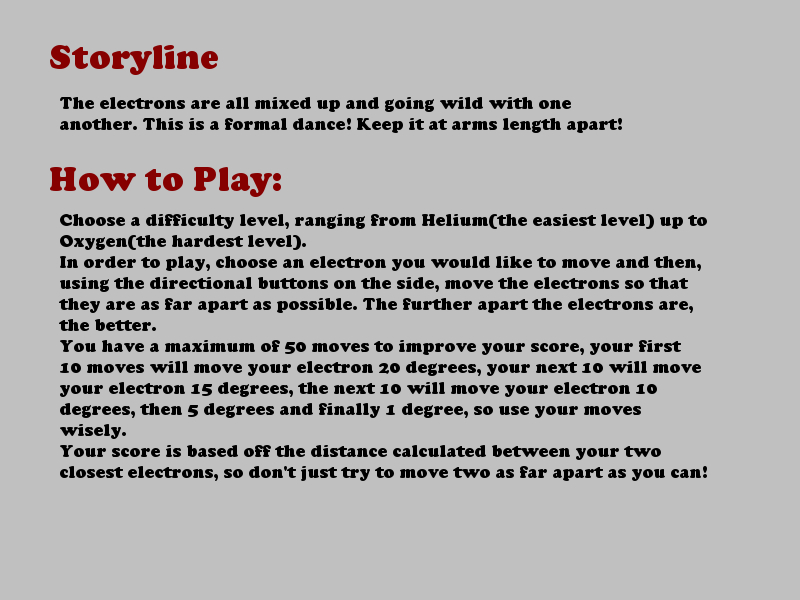 Storyline
The electrons are all mixed up and going wild with one
another. This is a formal dance! Keep it at arms length apart!
How to Play:
Choose a difficulty level, ranging from Helium(the easiest level) up to
Oxygen(the hardest level).
In order to play, choose an electron you would like to move and then,
using the directional buttons on the side, move the electrons so that
they are as far apart as possible. The further apart the electrons are,
the better.
You have a maximum of 50 moves to improve your score, your first
10 moves will move your electron 20 degrees, your next 10 will move
your electron 15 degrees, the next 10 will move your electron 10
degrees, then 5 degrees and finally 1 degree, so use your moves
wisely.
Your score is based off the distance calculated between your two
closest electrons, so don't just try to move two as far apart as you can!